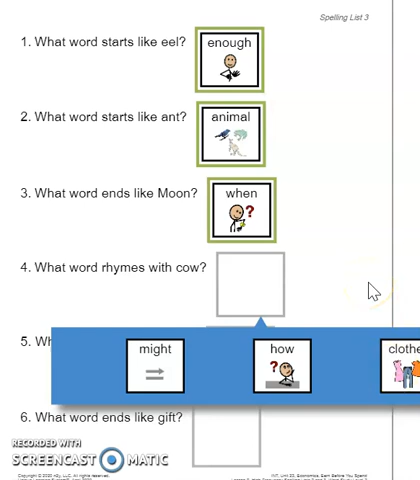 Spelling List 3
1. What word starts like eel?
enough
2. What word starts like ant?
animal
3. What word ends like Moon?
when
4. What word rhymes with cow?
might
how
clothe
5. Wh
6. What word ends like gift?
RECORDED WITH
SCREENCAST MATIC